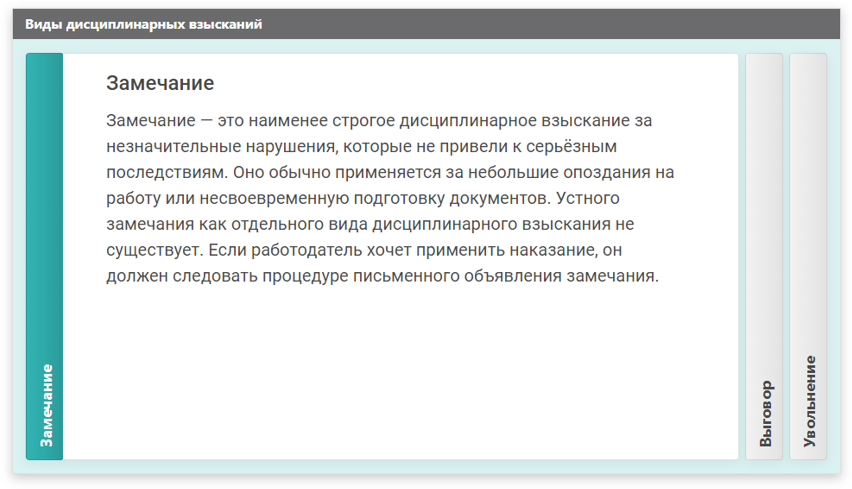 Виды дисциплинарных взысканий
Замечание
Замечание
Замечание — это наименее строгое дисциплинарное взыскание за
незначительные нарушения, которые не привели к серьёзным
последствиям. Оно обычно применяется за небольшие опоздания на
работу или несвоевременную подготовку документов. Устного
замечания как отдельного вида дисциплинарного взыскания не
существует. Если работодатель хочет применить наказание, он
должен следовать процедуре письменного объявления замечания.
Выговор
Увольнение